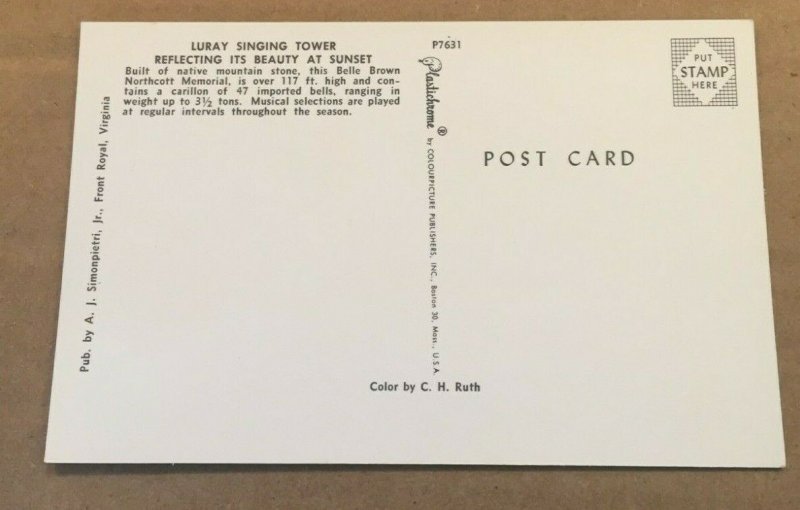 LURAY SINGING TOWER
REFLECTING ITS BEAUTY AT SUNSET
Built of native mountain stone, this Belle Brown
Northcott Memorial, is over 117 ft. high and con-
tains a carillon of 47 imported bells, ranging in
weight up to 3½ tons. Musical selections are played
at regular intervals throughout the season.
Pub. by A. J. Simonpietri, Jr., Front Royal, Virginia
P7631
Plastichrome ® by COLOURPICTURE PUBLISHERS, INC., Boston 30, Mass., U.S.A.
Color by C. H. Ruth
PUT
STAMP
HERE
POST CARD